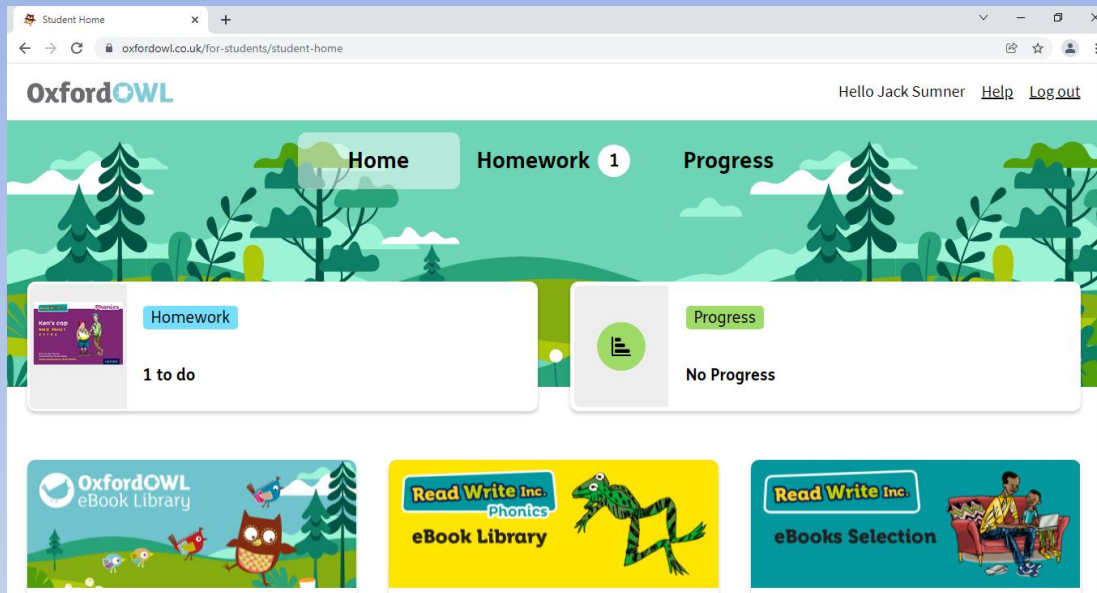 Student Home
oxfordowl.co.uk/for-students/student-home
OxfordOWL
Hello Jack Sumner Help Log out
Home Homework 1 Progress
Phonics
Ken's cap
Homework
1 to do
Progress
No Progress
OxfordOWL
eBook Library
Read Write Inc.
Phonics
eBook Library
Read Write Inc.
eBooks Selection